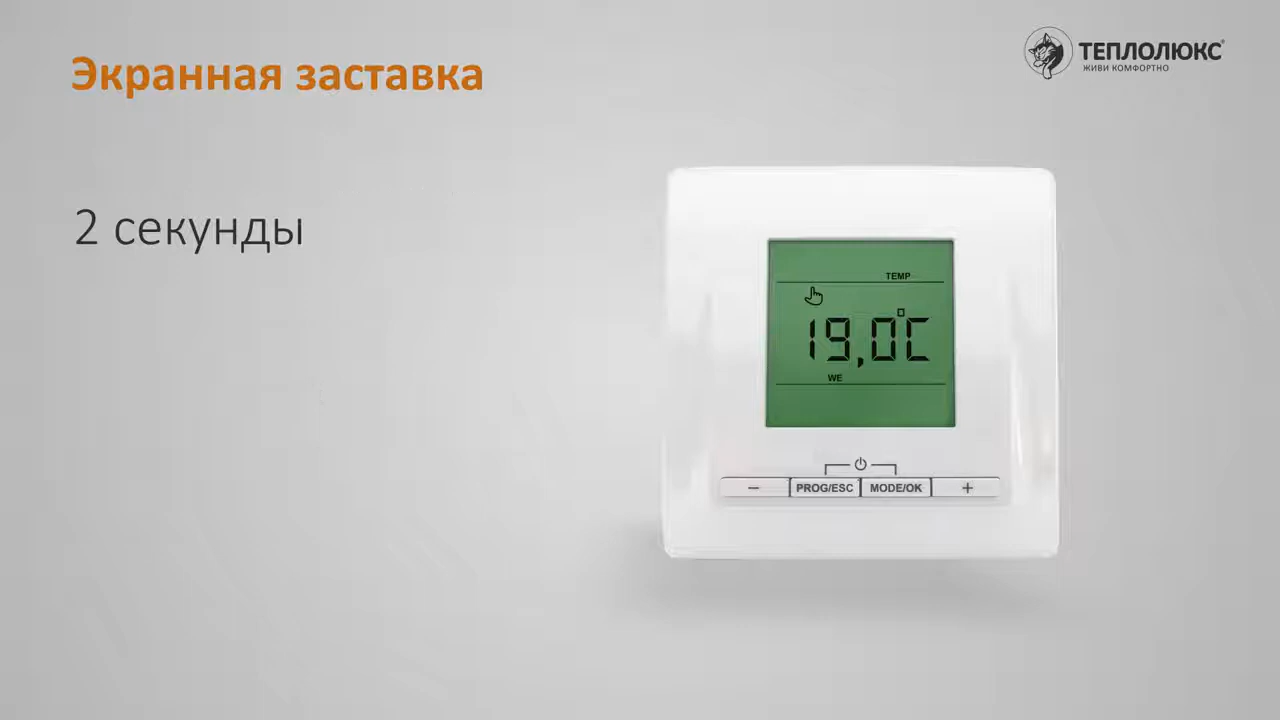 Экранная заставка
ТЕПЛОЛЮКС®
ЖИВИ КОМФОРТНО
2 секунды
TEMP
19,0°C
WE
− PROG/ESC MODE/OK +